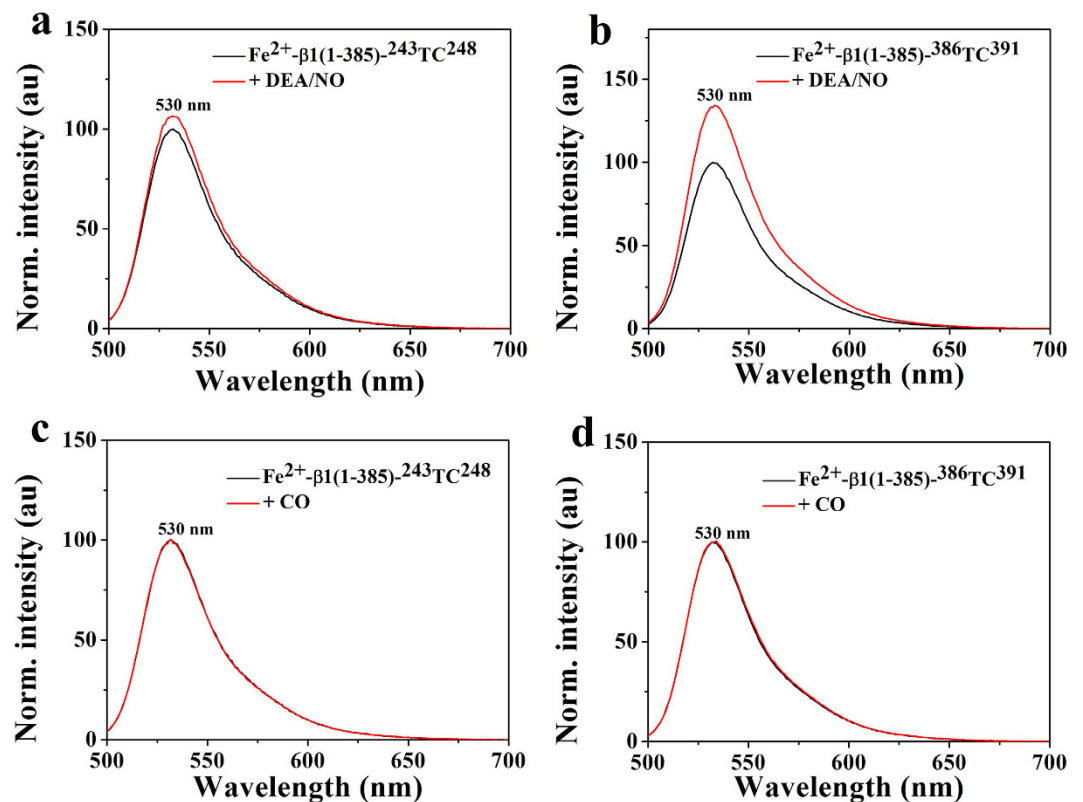 a
Fe²⁺-β1(1-385)-²⁴³TC²⁴⁸
+ DEA/NO
530 nm
150
100
50
0
500 550 600 650 700
Norm. intensity (au)
Wavelength (nm)
b
Fe²⁺-β1(1-385)-³⁸⁶TC³⁹¹
+ DEA/NO
530 nm
150
100
50
0
500 550 600 650 700
Norm. intensity (au)
Wavelength (nm)
c
Fe²⁺-β1(1-385)-²⁴³TC²⁴⁸
+ CO
530 nm
150
100
50
0
500 550 600 650 700
Norm. intensity (au)
Wavelength (nm)
d
Fe²⁺-β1(1-385)-³⁸⁶TC³⁹¹
+ CO
530 nm
150
100
50
0
500 550 600 650 700
Norm. intensity (au)
Wavelength (nm)